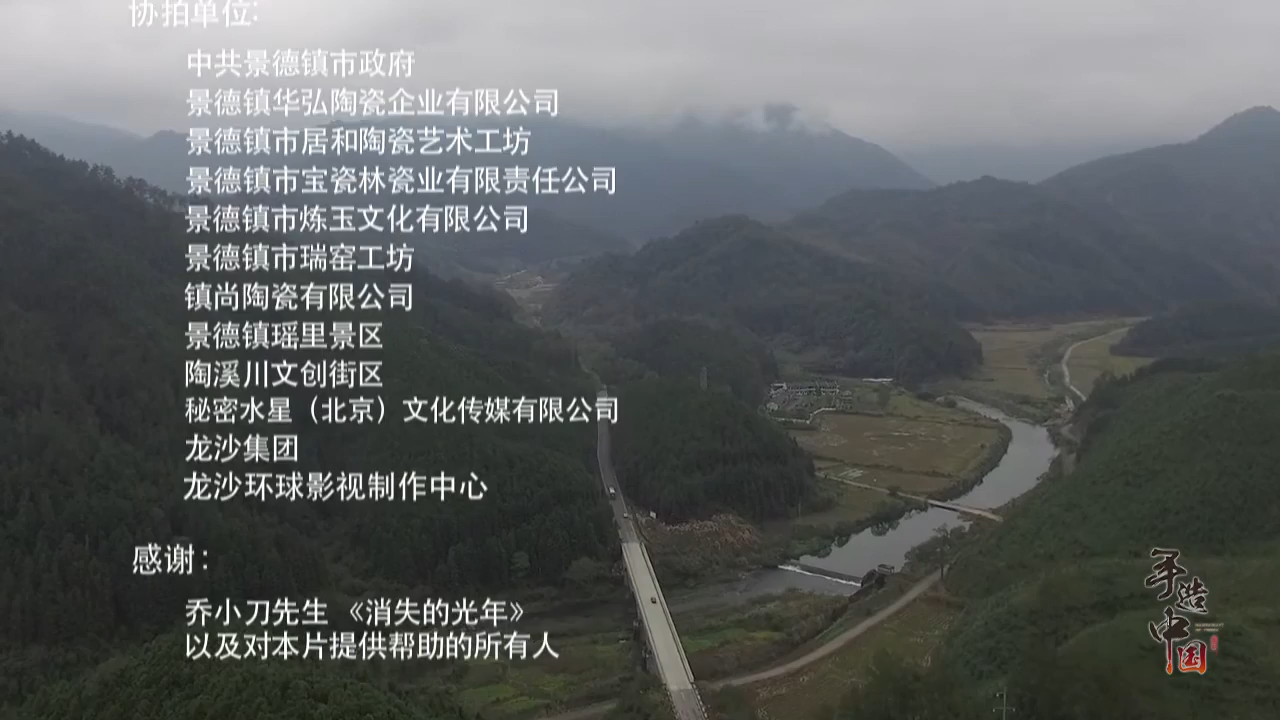 协拍单位:
中共景德镇市政府
景德镇华弘陶瓷企业有限公司
景德镇市居和陶瓷艺术工坊
景德镇市宝瓷林瓷业有限责任公司
景德镇市炼玉文化有限公司
景德镇市瑞窑工坊
镇尚陶瓷有限公司
景德镇瑶里景区
陶溪川文创街区
秘密水星（北京）文化传媒有限公司
龙沙集团
龙沙环球影视制作中心
感谢：
乔小刀先生 《消失的光年》
以及对本片提供帮助的所有人
手造
中国